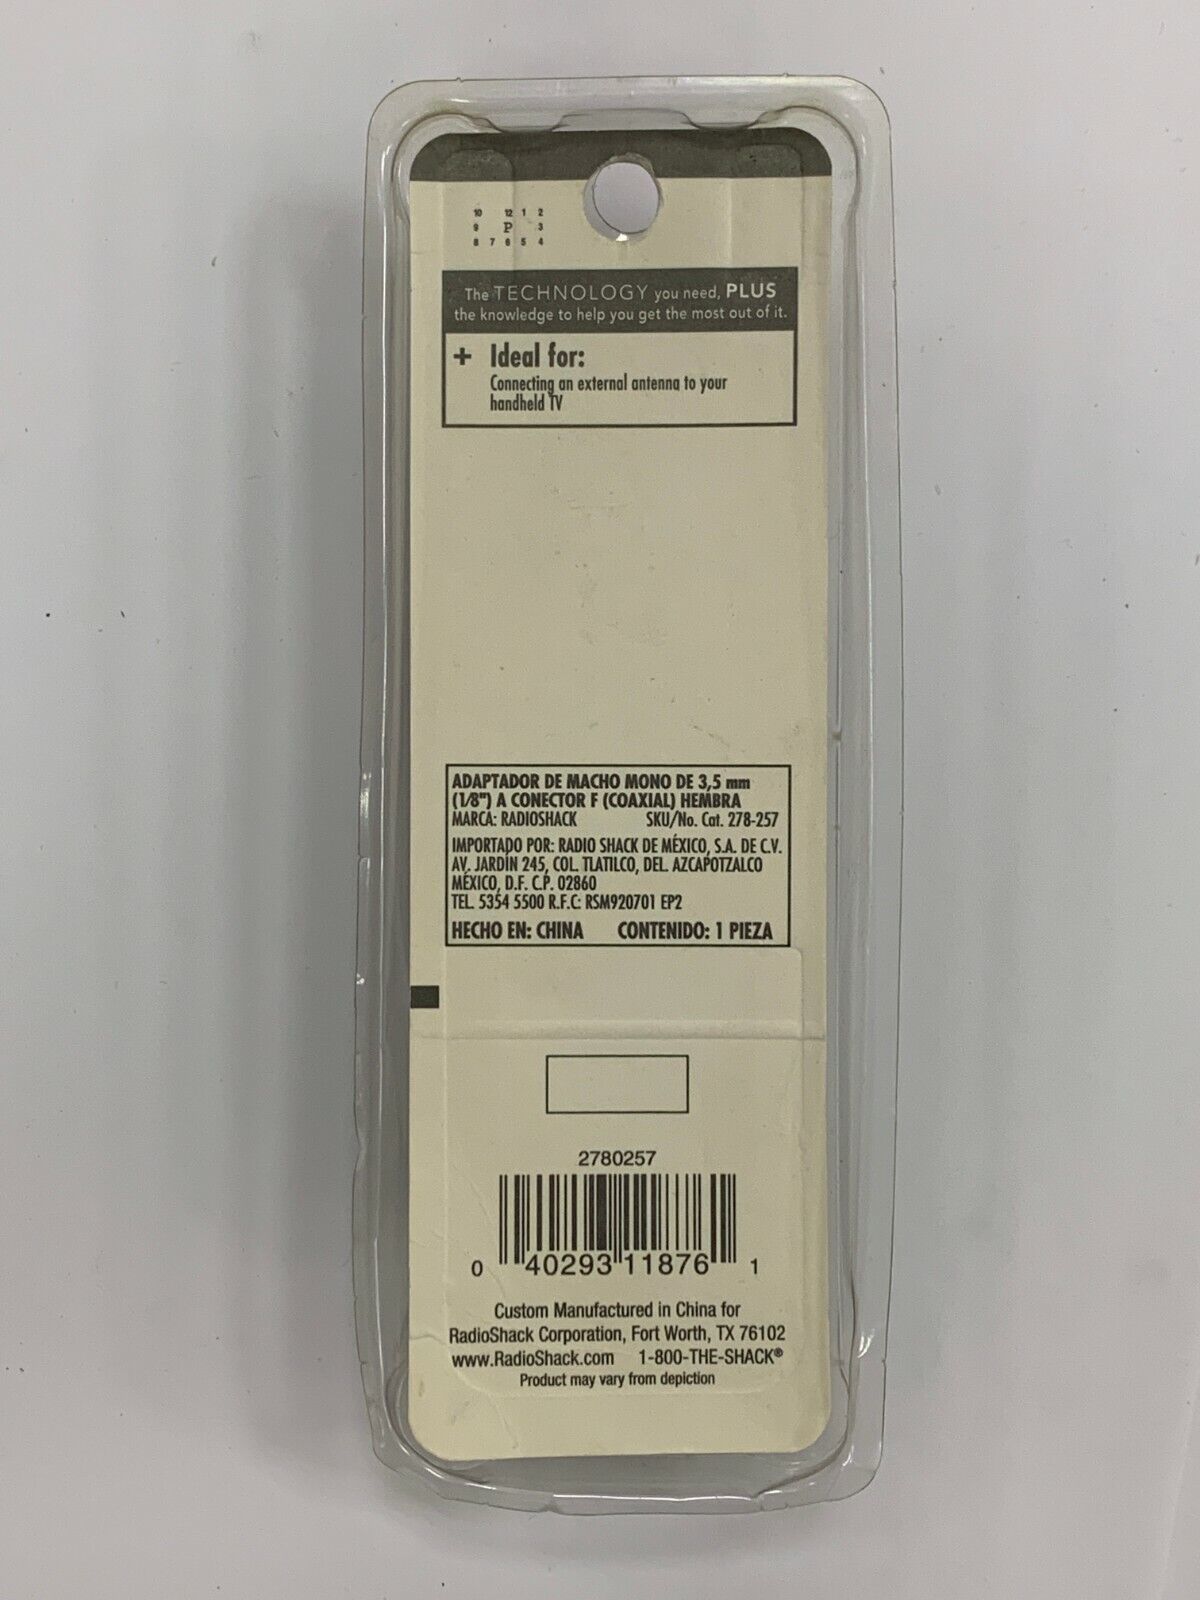 10 12 1 2
9 P 3
8 7 6 5 4
The TECHNOLOGY you need, PLUS
the knowledge to help you get the most out of it.
+ Ideal for:
Connecting an external antenna to your
handheld TV
ADAPTADOR DE MACHO MONO DE 3,5 mm
(1/8") A CONECTOR F (COAXIAL) HEMBRA
MARCA: RADIOSHACK SKU/No. Cat. 278-257
IMPORTADO POR: RADIO SHACK DE MÉXICO, S.A. DE C.V.
AV. JARDÍN 245, COL. TLATILCO, DEL. AZCAPOTZALCO
MÉXICO, D.F. C.P. 02860
TEL. 5354 5500 R.F.C: RSM920701 EP2
HECHO EN: CHINA CONTENIDO: 1 PIEZA
2780257
0 40293 11876 1
Custom Manufactured in China for
RadioShack Corporation, Fort Worth, TX 76102
www.RadioShack.com 1-800-THE-SHACK®
Product may vary from depiction